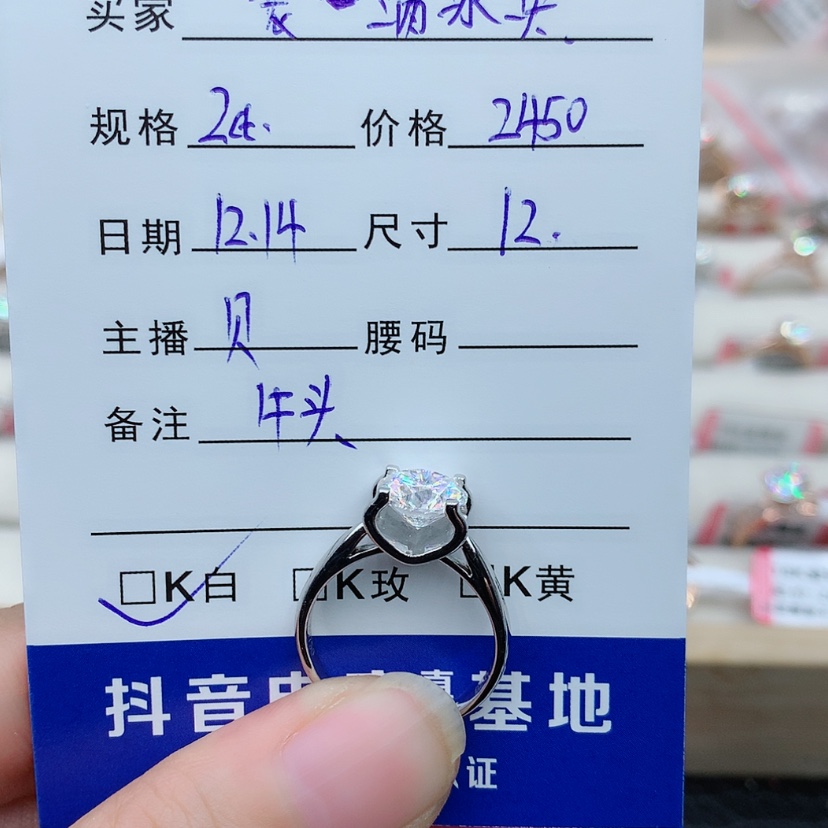 买家
规格 2ct. 价格 2450
日期 12.14 尺寸 12.
主播 贝 腰码
备注 牛头、
□K白 □K玫 □K黄
抖音 基地
证